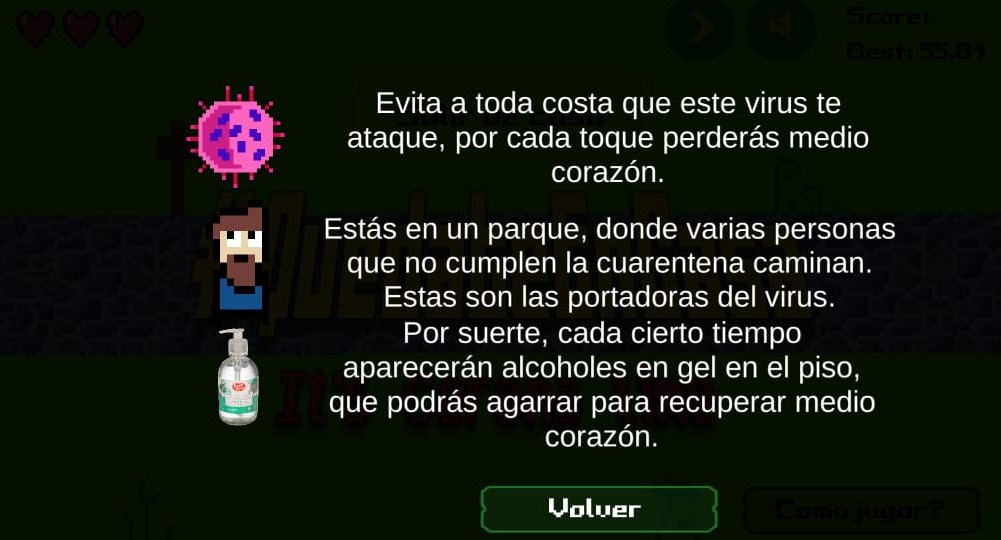 Score:
Best: 55.81
Evita a toda costa que este virus te
ataque, por cada toque perderás medio
corazón.
Estás en un parque, donde varias personas
que no cumplen la cuarentena caminan.
Estas son las portadoras del virus.
Por suerte, cada cierto tiempo
aparecerán alcoholes en gel en el piso,
que podrás agarrar para recuperar medio
corazón.
Volver
Como jugar?